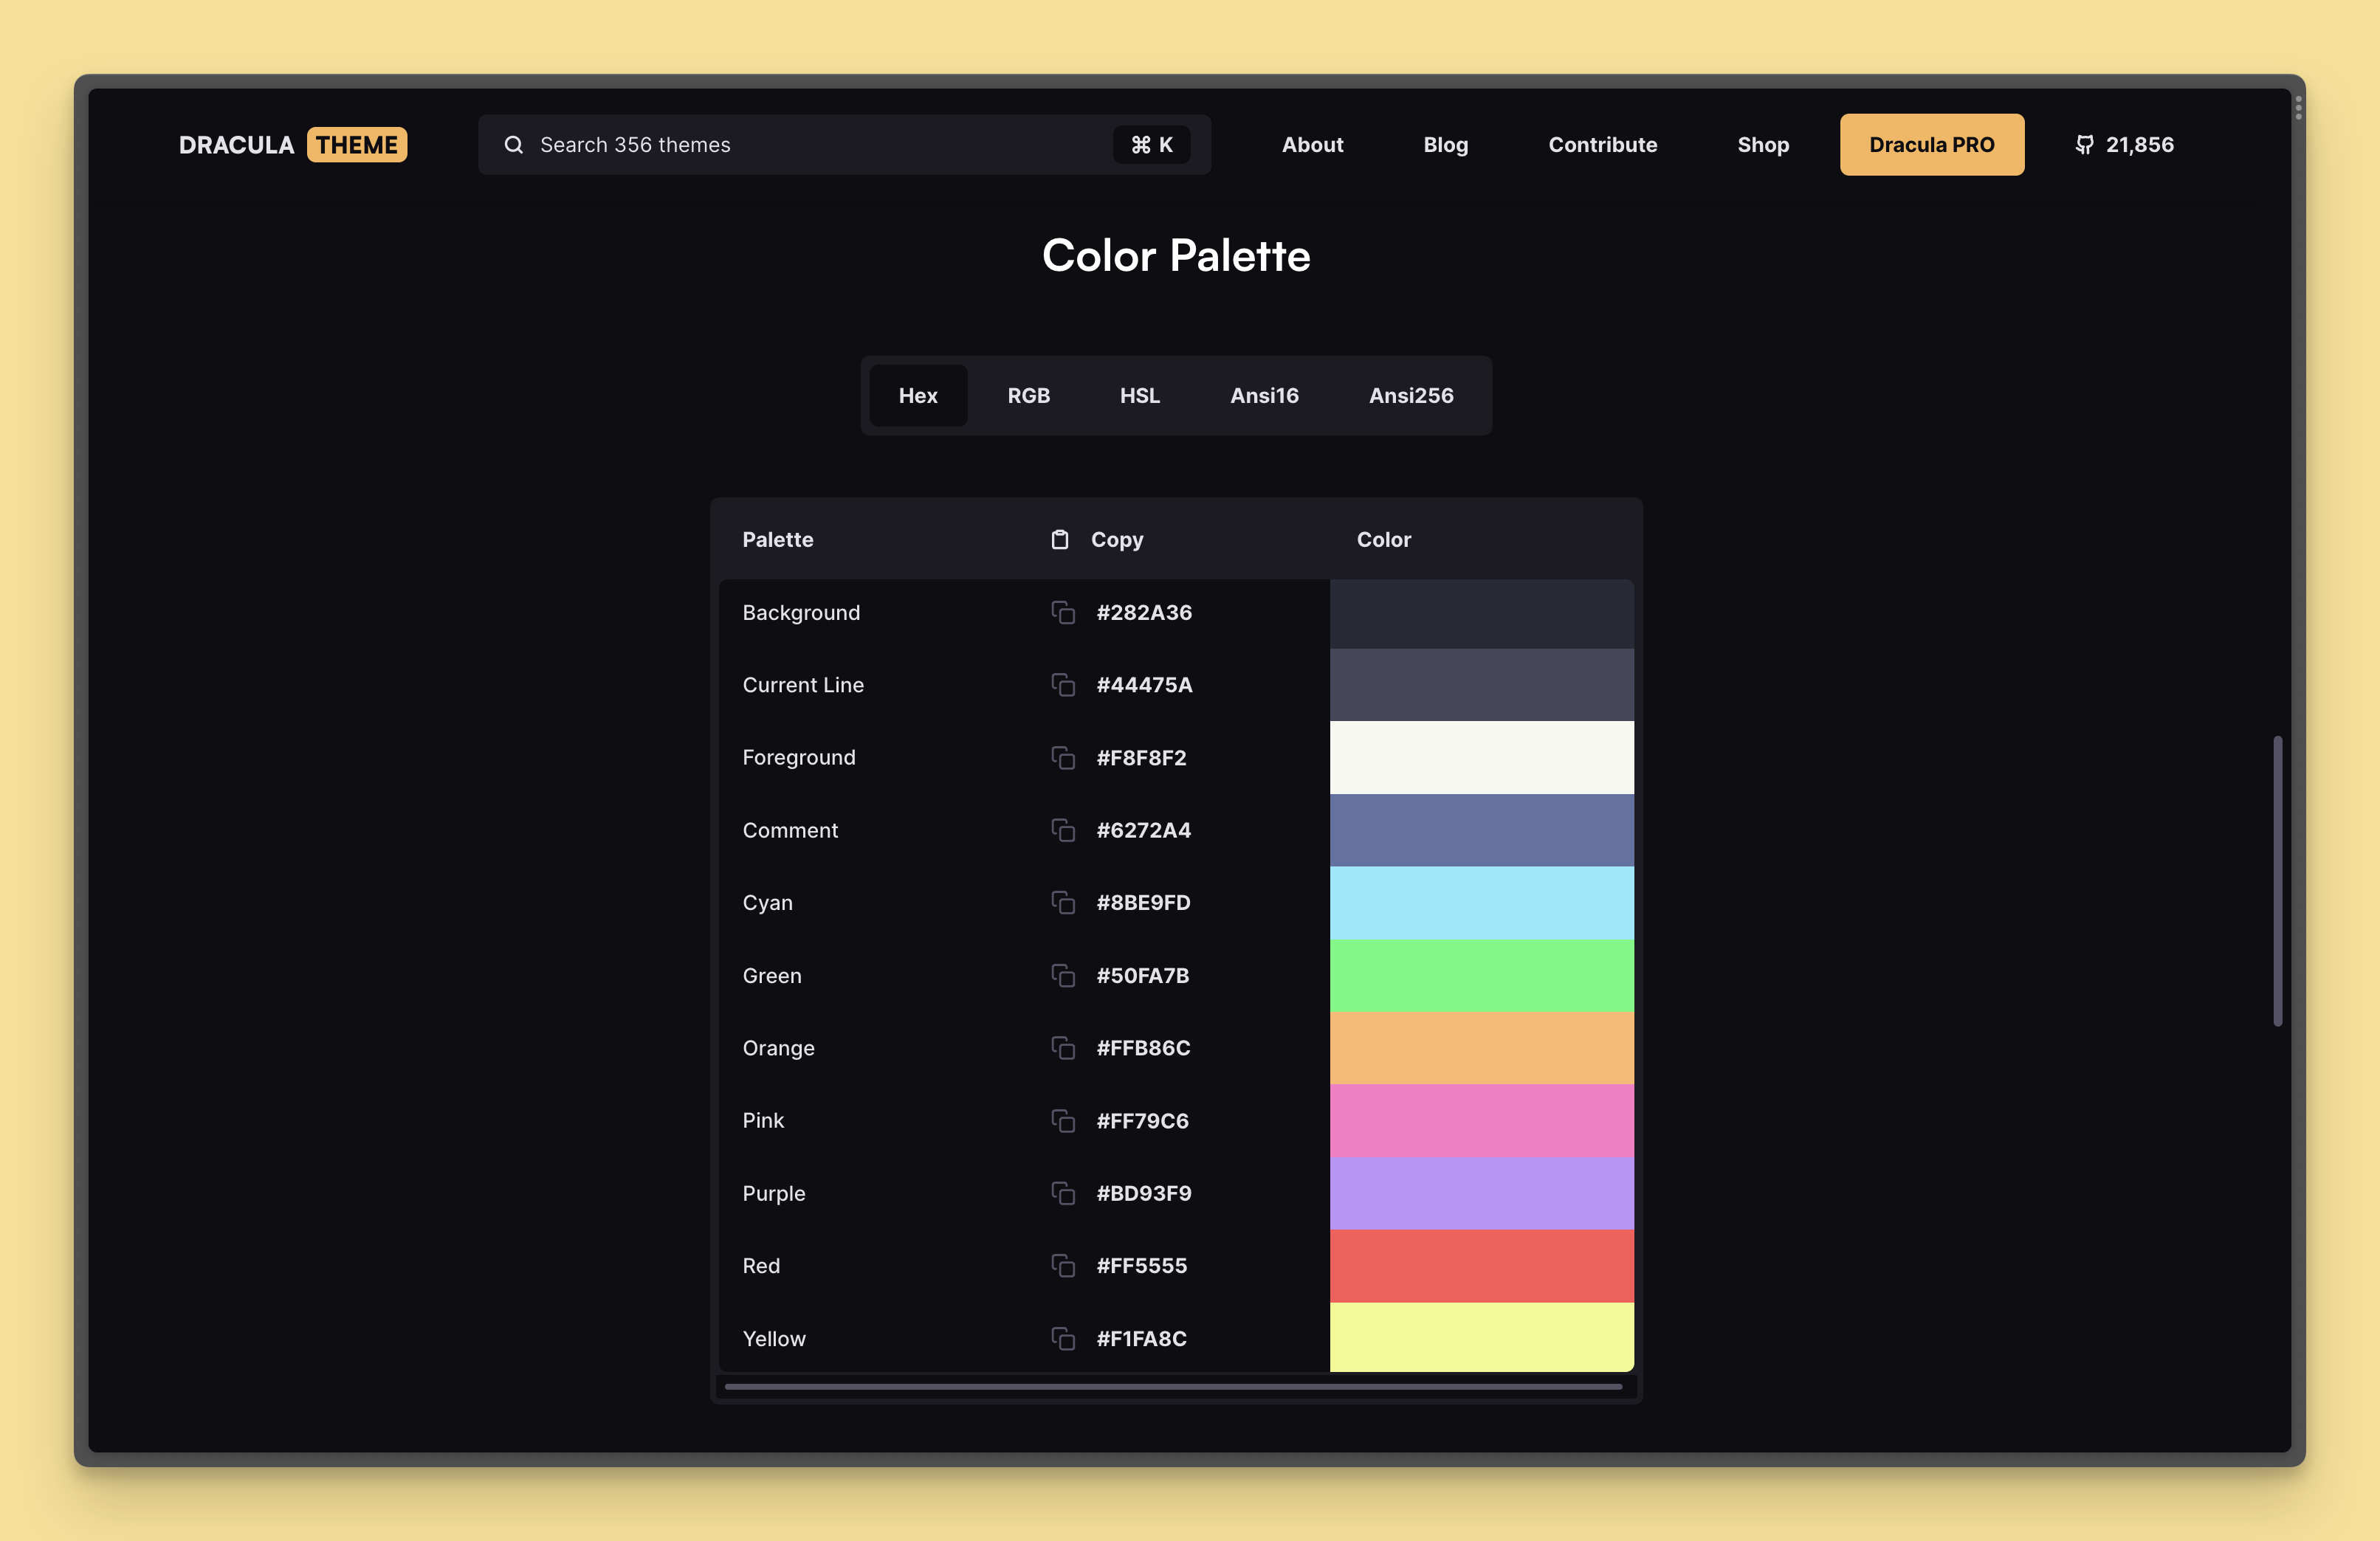 DRACULA THEME Search 356 themes ⌘ K About Blog Contribute Shop Dracula PRO 21,856
Color Palette
Hex RGB HSL Ansi16 Ansi256
Palette Copy Color
Background #282A36
Current Line #44475A
Foreground #F8F8F2
Comment #6272A4
Cyan #8BE9FD
Green #50FA7B
Orange #FFB86C
Pink #FF79C6
Purple #BD93F9
Red #FF5555
Yellow #F1FA8C